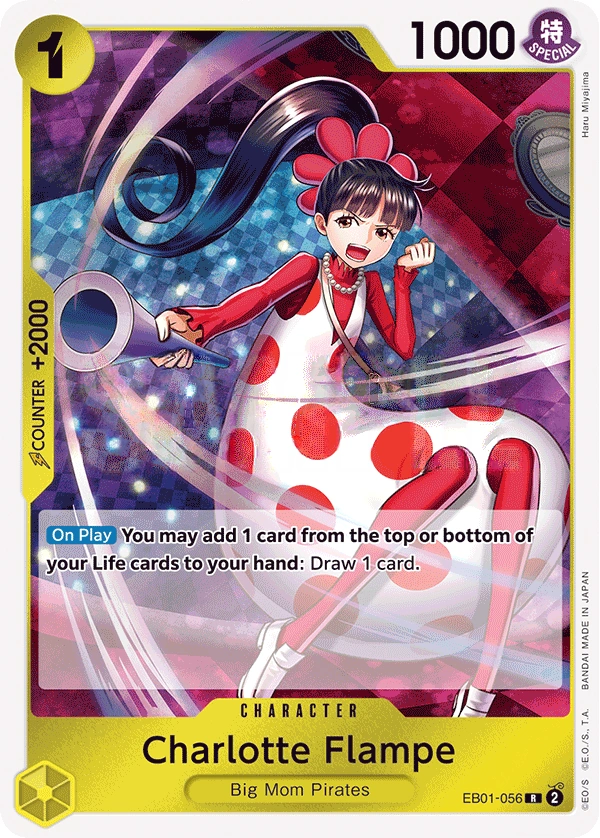 1
1000
特
SPECIAL
Haru Miyajima
COUNTER +2000
On Play You may add 1 card from the top or bottom of
your Life cards to your hand: Draw 1 card.
CHARACTER
Charlotte Flampe
Big Mom Pirates
EB01-056 R 2
©EO/S ©E.O./S., T.A. BANDAI MADE IN JAPAN